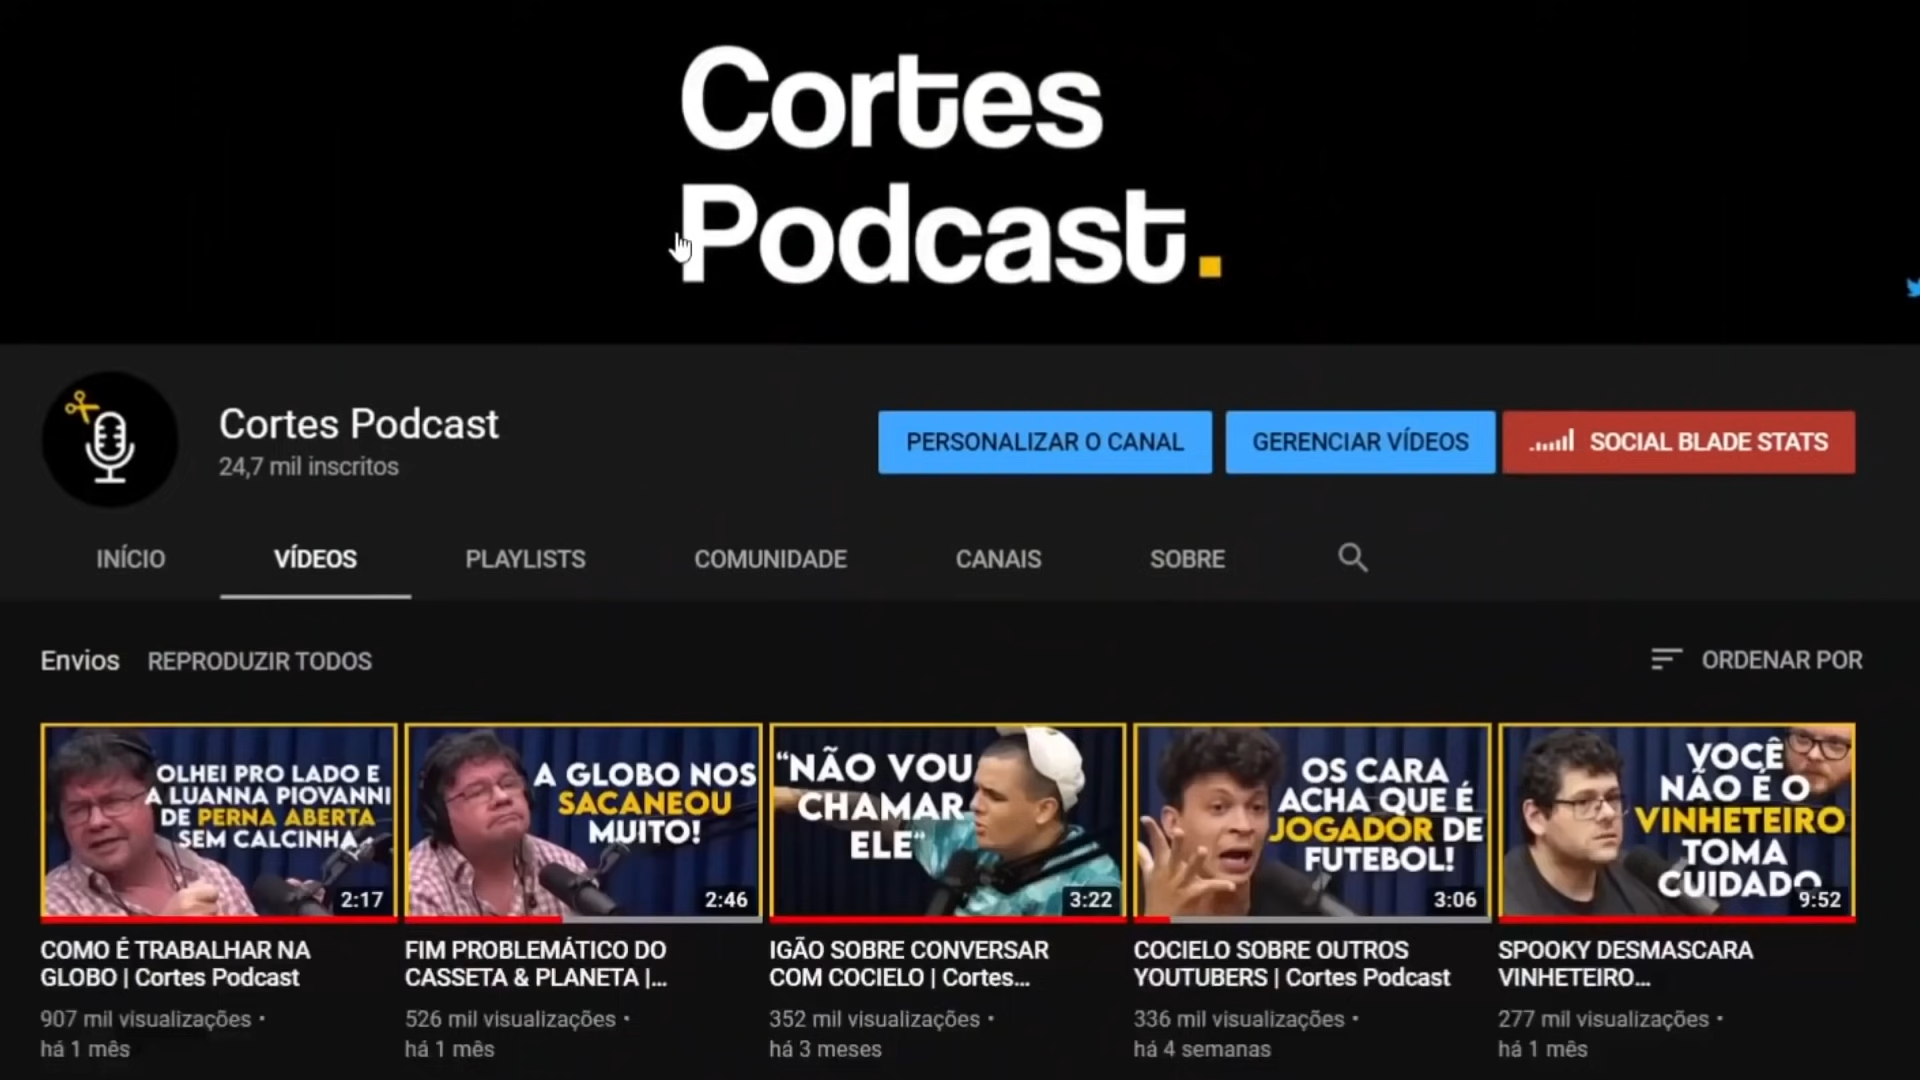 Cortes
Podcast.
Cortes Podcast
24,7 mil inscritos
PERSONALIZAR O CANAL
GERENCIAR VÍDEOS
SOCIAL BLADE STATS
INÍCIO
VÍDEOS
PLAYLISTS
COMUNIDADE
CANAIS
SOBRE
Envios
REPRODUZIR TODOS
ORDENAR POR
OLHEI PRO LADO E
A LUANNA PIOVANNI
DE PERNA ABERTA
SEM CALCINHA
2:17
COMO É TRABALHAR NA
GLOBO | Cortes Podcast
907 mil visualizações •
há 1 mês
A GLOBO NOS
SACANEOU
MUITO!
2:46
FIM PROBLEMÁTICO DO
CASSETA & PLANETA |...
526 mil visualizações •
há 1 mês
“NÃO VOU
CHAMAR
ELE“
3:22
IGÃO SOBRE CONVERSAR
COM COCIELO | Cortes...
352 mil visualizações •
há 3 meses
OS CARA
ACHA QUE É
JOGADOR DE
FUTEBOL!
3:06
COCIELO SOBRE OUTROS
YOUTUBERS | Cortes Podcast
336 mil visualizações •
há 4 semanas
VOCÊ
NÃO É O
VINHETEIRO
TOMA
CUIDADO
9:52
SPOOKY DESMASCARA
VINHETEIRO...
277 mil visualizações •
há 1 mês